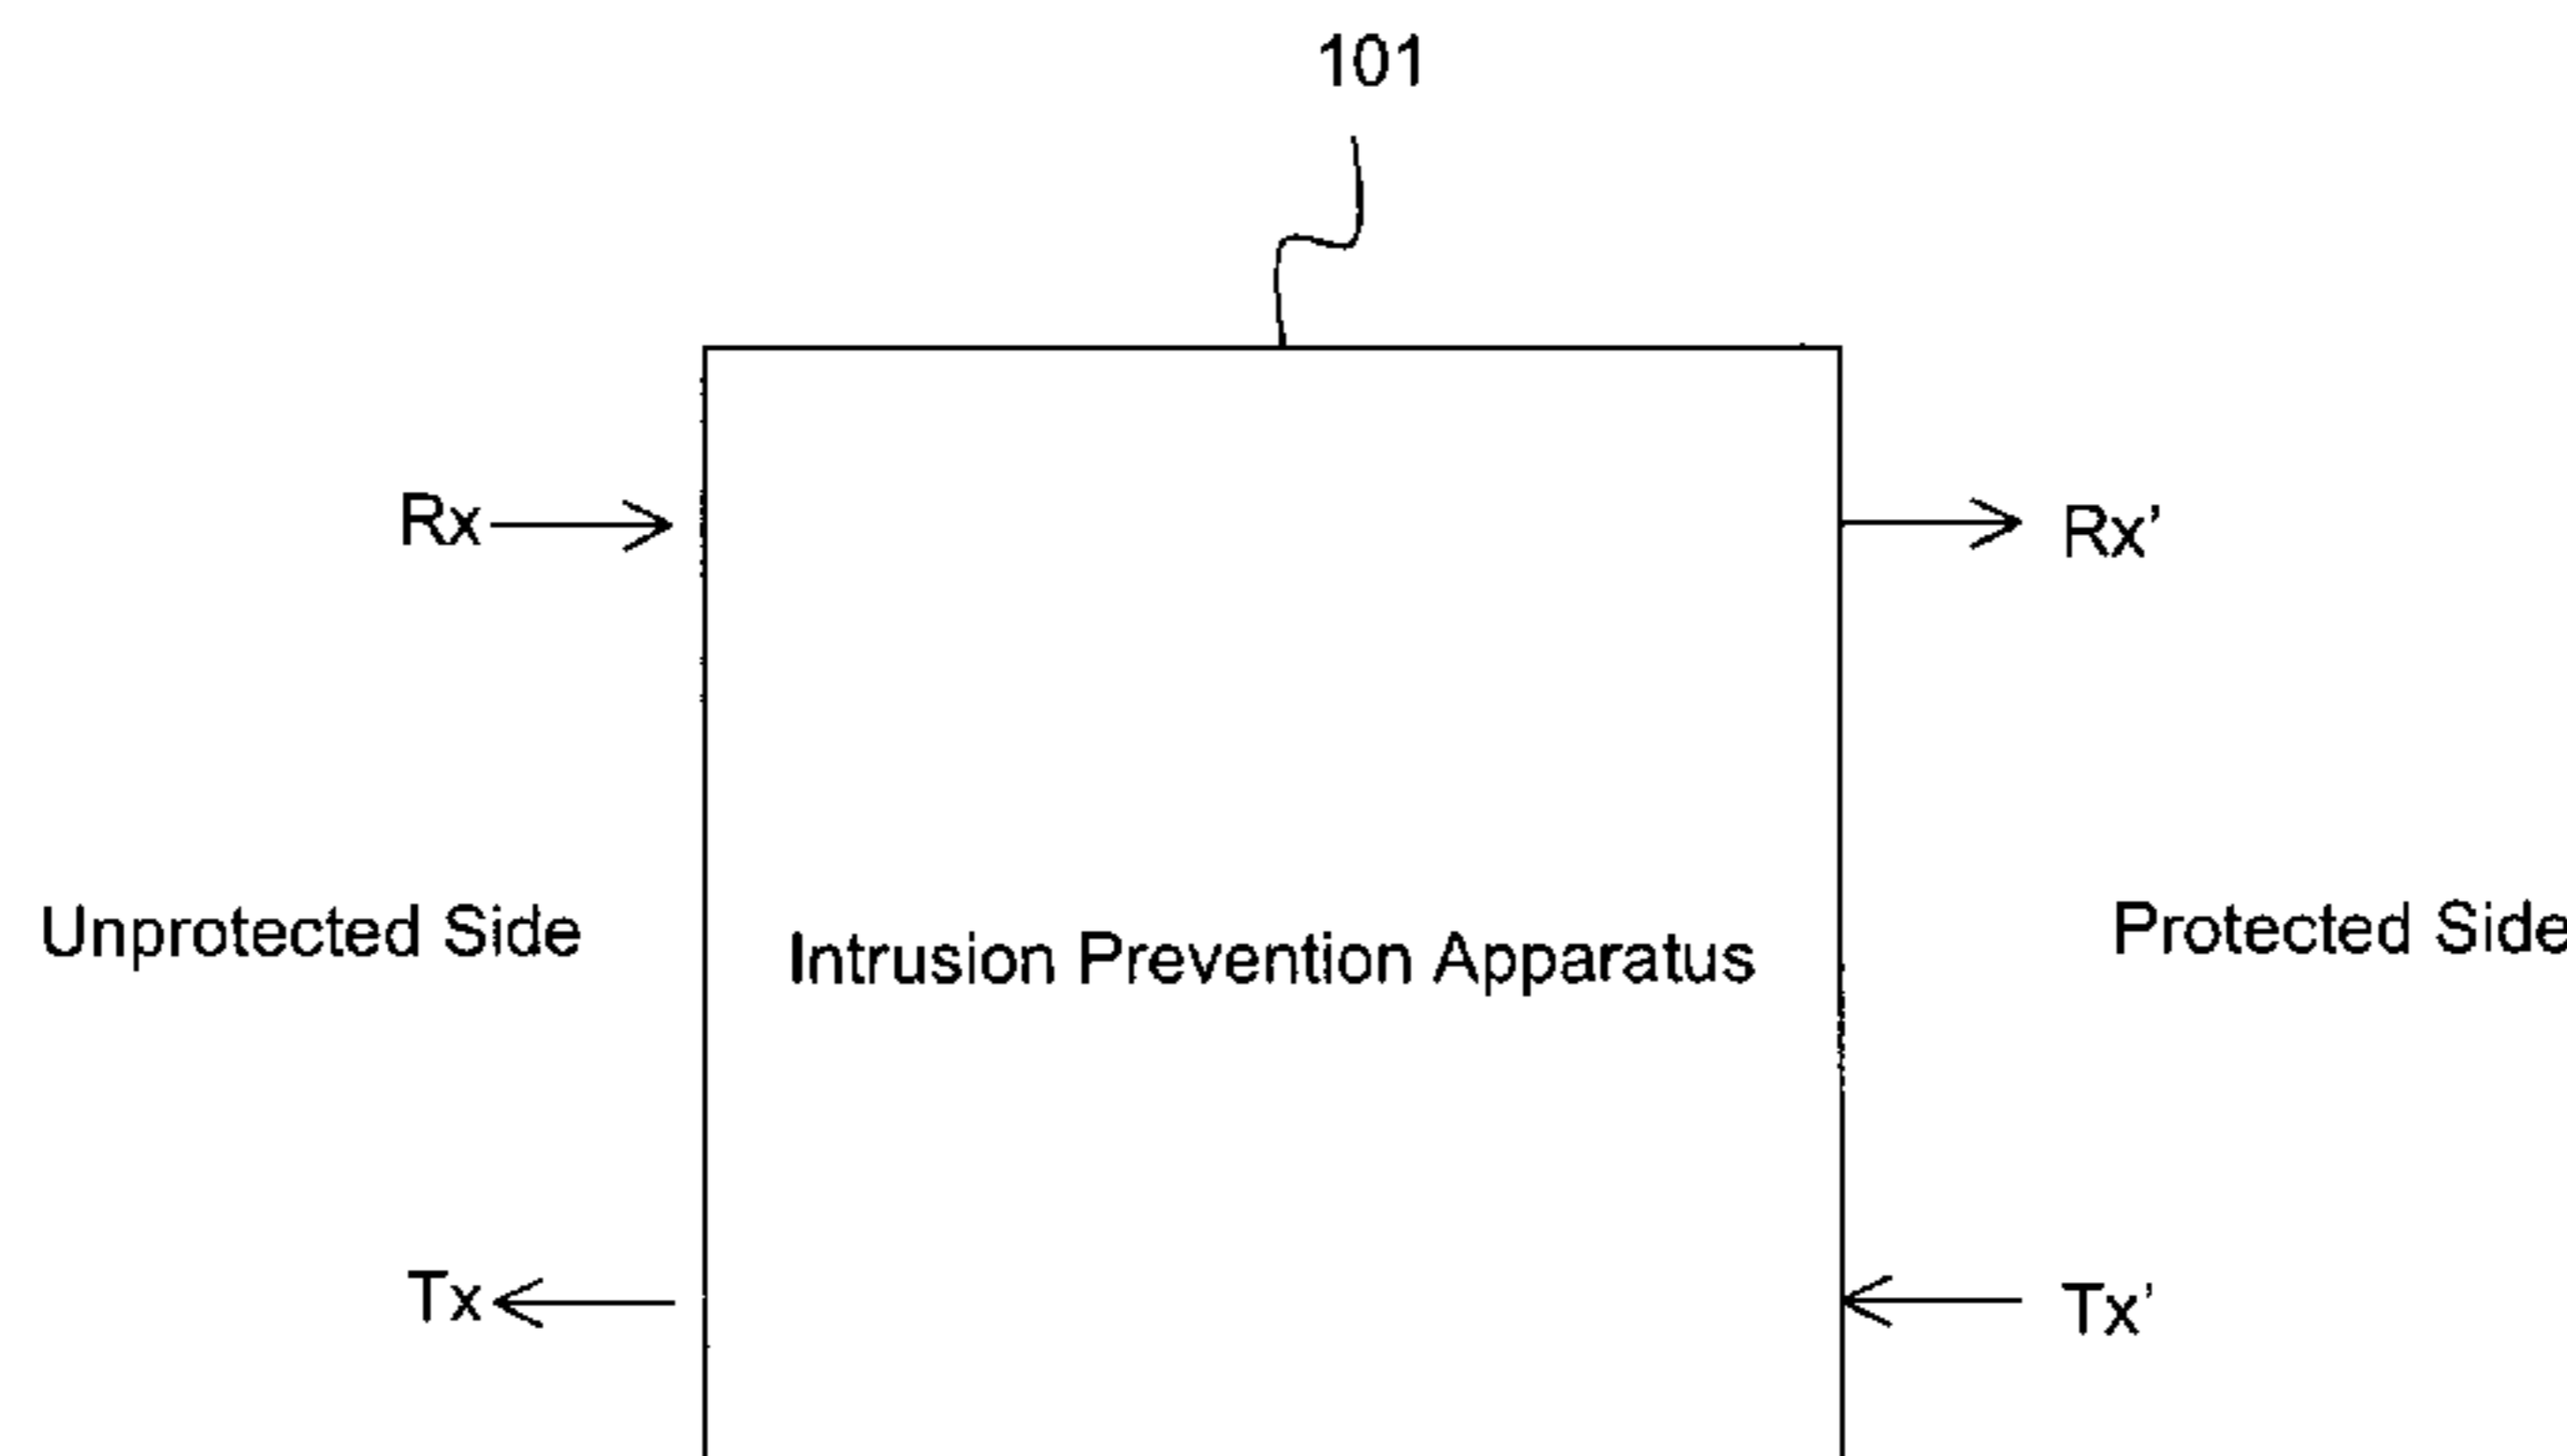 101
Rx
Rx’
Unprotected Side
Intrusion Prevention Apparatus
Protected Side
Tx
Tx’